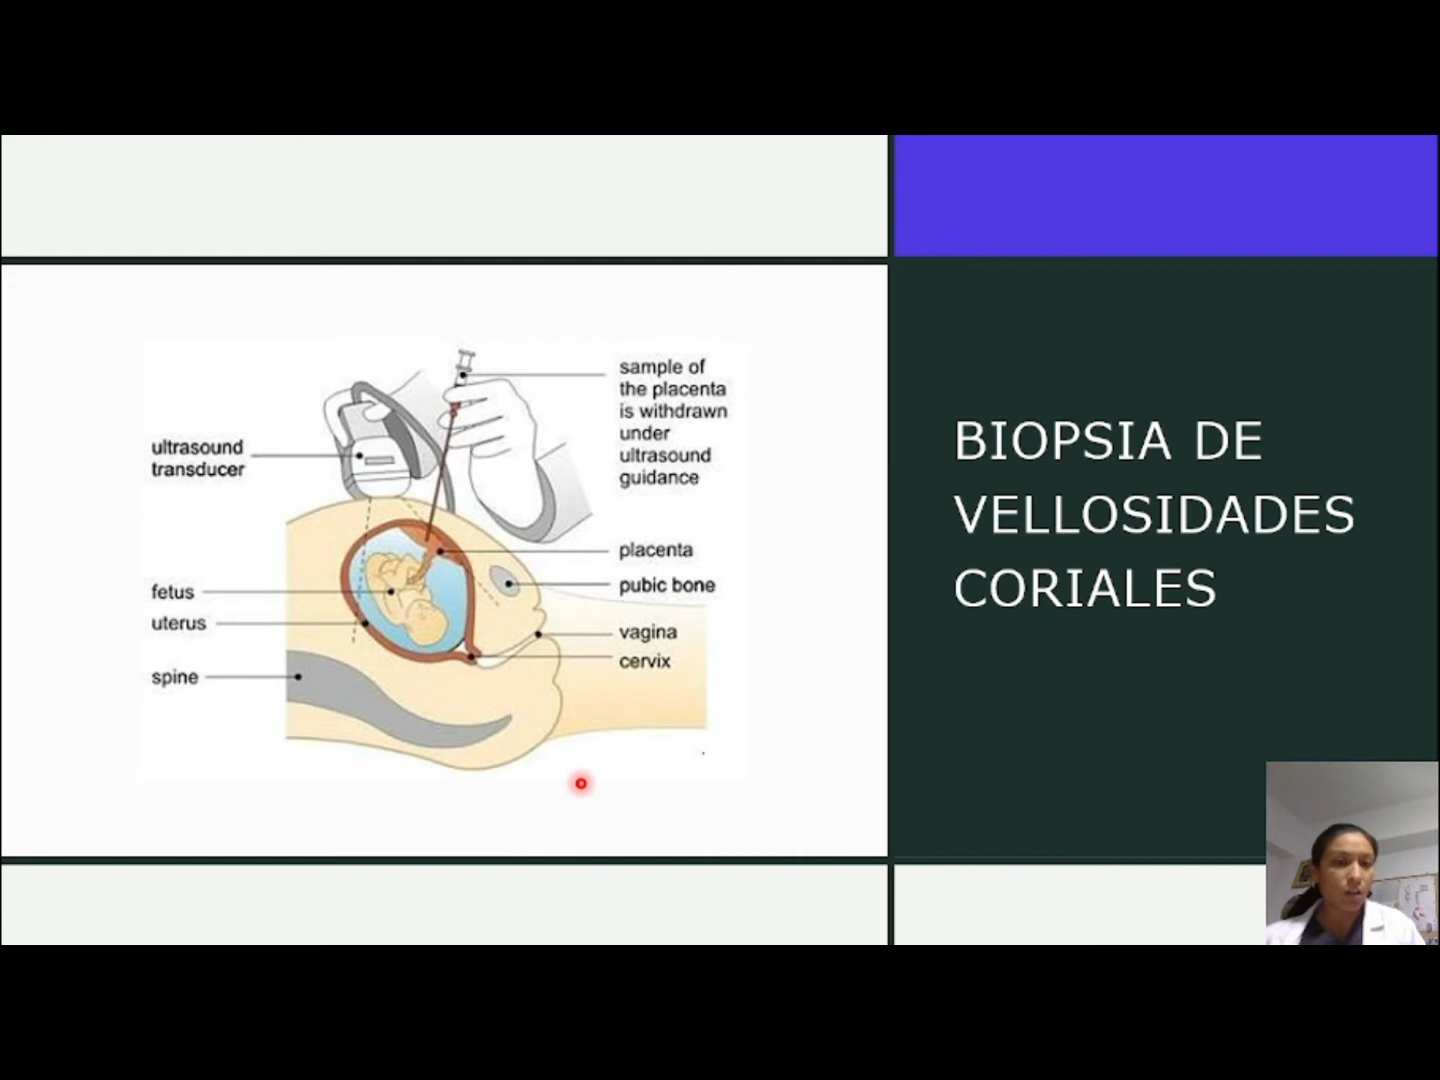 sample of
the placenta
is withdrawn
under
ultrasound
guidance
ultrasound
transducer
placenta
pubic bone
fetus
uterus
vagina
cervix
spine
BIOPSIA DE
VELLOSIDADES
CORIALES